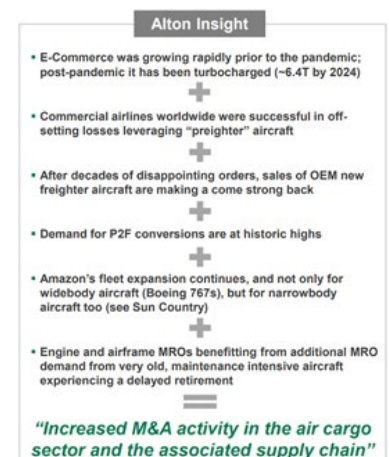 Alton Insight
▪ E-Commerce was growing rapidly prior to the pandemic;
post-pandemic it has been turbocharged (~6.4T by 2024)
+
▪ Commercial airlines worldwide were successful in off-
setting losses leveraging “preighter” aircraft
+
▪ After decades of disappointing orders, sales of OEM new
freighter aircraft are making a come strong back
+
▪ Demand for P2F conversions are at historic highs
+
▪ Amazon’s fleet expansion continues, and not only for
widebody aircraft (Boeing 767s), but for narrowbody
aircraft too (see Sun Country)
+
▪ Engine and airframe MROs benefitting from additional MRO
demand from very old, maintenance intensive aircraft
experiencing a delayed retirement
=
“Increased M&A activity in the air cargo
sector and the associated supply chain”